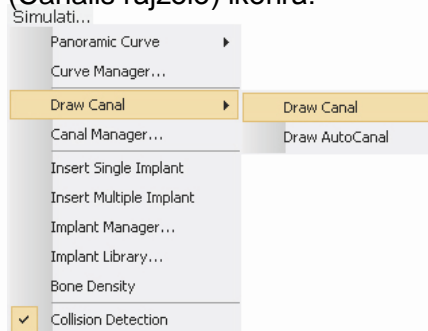 (Canalis rajzoló) ikonra.
Simulati...
Panoramic Curve
Curve Manager...
Draw Canal
Draw Canal
Canal Manager...
Draw AutoCanal
Insert Single Implant
Insert Multiple Implant
Implant Manager...
Implant Library...
Bone Density
Collision Detection